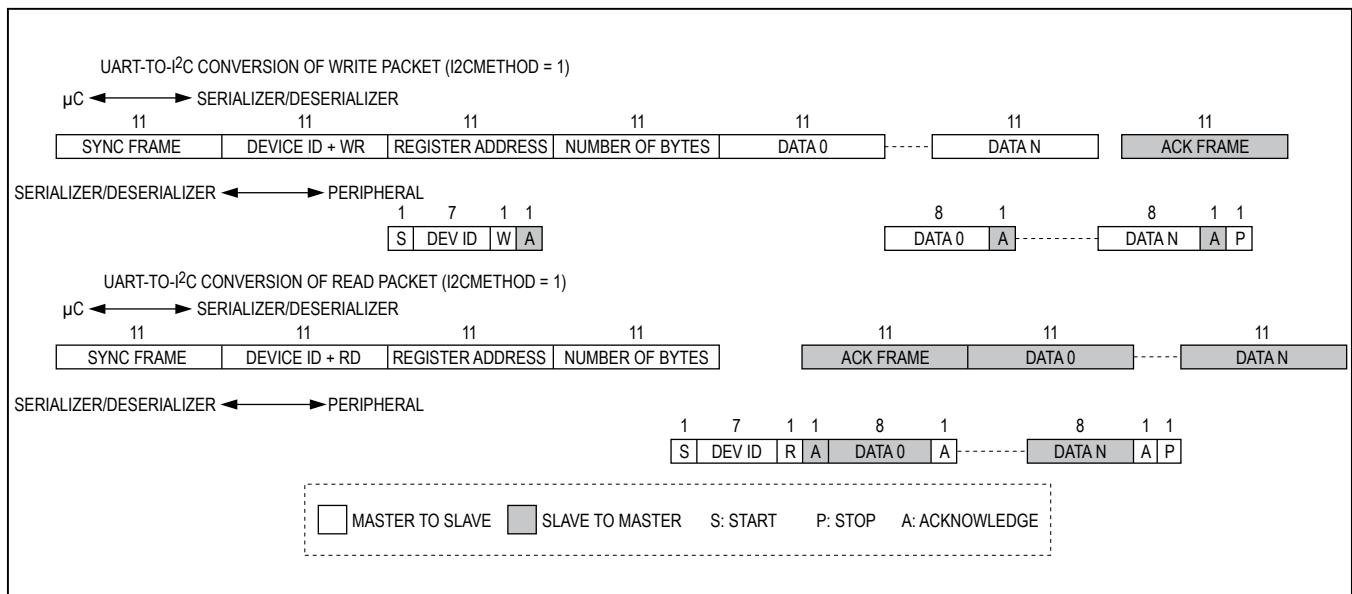 UART-TO-I2C CONVERSION OF WRITE PACKET (I2CMETHOD = 1)
µC SERIALIZER/DESERIALIZER
11 11 11 11 11 11 11
SYNC FRAME DEVICE ID + WR REGISTER ADDRESS NUMBER OF BYTES DATA 0 DATA N ACK FRAME
SERIALIZER/DESERIALIZER PERIPHERAL
1 7 1 1 8 1 8 1 1
S DEV ID W A DATA 0 A DATA N A P
UART-TO-I2C CONVERSION OF READ PACKET (I2CMETHOD = 1)
µC SERIALIZER/DESERIALIZER
11 11 11 11 11 11 11
SYNC FRAME DEVICE ID + RD REGISTER ADDRESS NUMBER OF BYTES ACK FRAME DATA 0 DATA N
SERIALIZER/DESERIALIZER PERIPHERAL
1 7 1 1 8 1 8 1 1
S DEV ID R A DATA 0 A DATA N A P
MASTER TO SLAVE SLAVE TO MASTER S: START P: STOP A: ACKNOWLEDGE